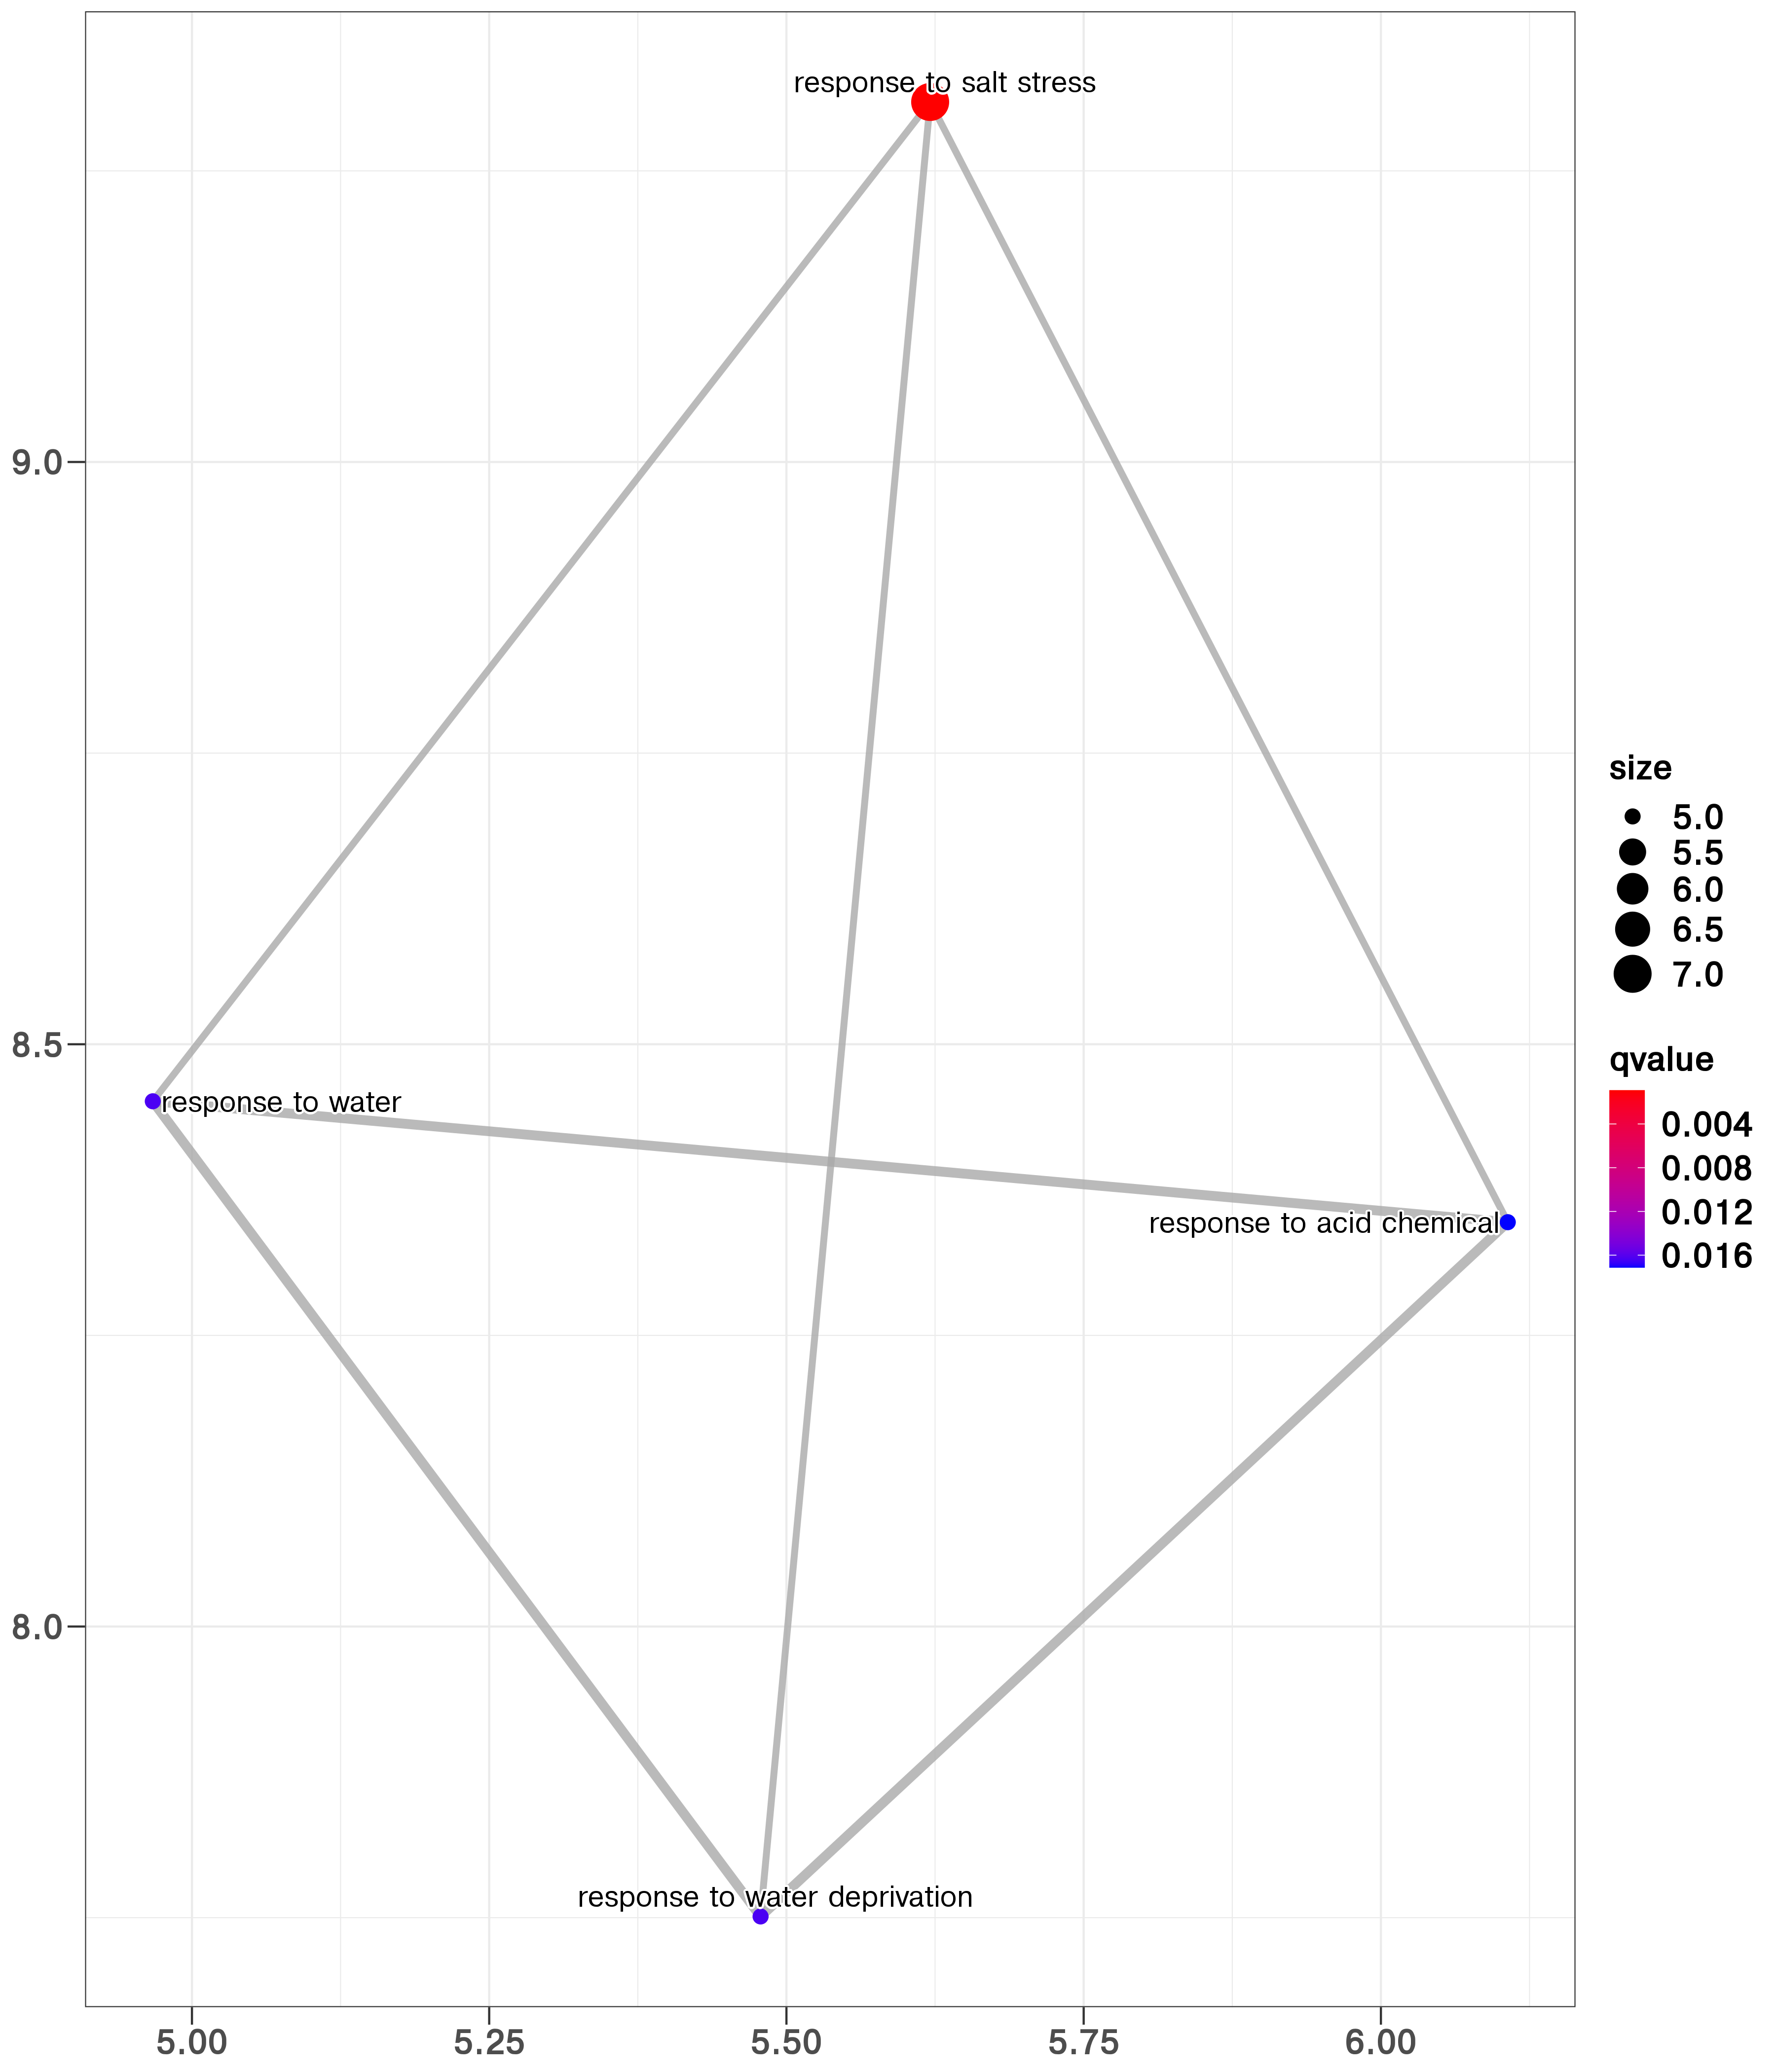 response to salt stress
9.0
size
5.0
5.5
6.0
6.5
7.0
8.5
qvalue
response to water
0.004
0.008
0.012
0.016
response to acid chemical
8.0
response to water deprivation
5.00 5.25 5.50 5.75 6.00